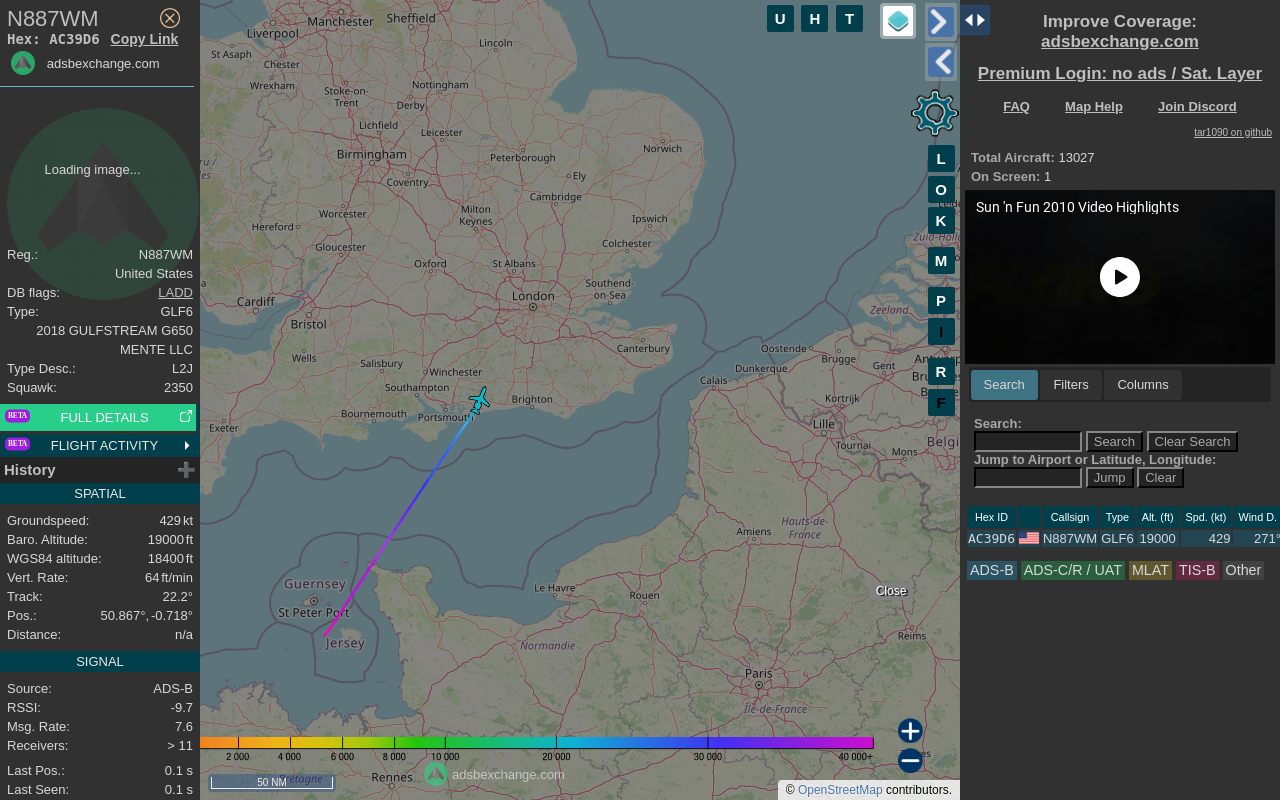 N887WM
Hex: AC39D6 Copy Link
adsbexchange.com
Loading image...
Reg.: N887WM
United States
DB flags: LADD
Type: GLF6
2018 GULFSTREAM G650
MENTE LLC
Type Desc.: L2J
Squawk: 2350
BETA FULL DETAILS
BETA FLIGHT ACTIVITY
History
SPATIAL
Groundspeed: 429 kt
Baro. Altitude: 19000 ft
WGS84 altitude: 18400 ft
Vert. Rate: 64 ft/min
Track: 22.2°
Pos.: 50.867°, -0.718°
Distance: n/a
SIGNAL
Source: ADS-B
RSSI: -9.7
Msg. Rate: 7.6
Receivers: > 11
Last Pos.: 0.1 s
Last Seen: 0.1 s
U H T
L
O
K
M
P
I
R
F
Manchester
Sheffield
Liverpool
Lincoln
St Asaph
Chester
Wrexham
Stoke-on-
Trent
Nottingham
Derby
Lichfield
Leicester
Norwich
Birmingham
Peterborough
Coventry
Ely
Cambridge
Worcester
Milton
Keynes
Ipswich
Hereford
Gloucester
Colchester
Oxford
St Albans
Southend-
on-Sea
Cardiff
London
Bristol
Zeeland
Wells
Salisbury
Winchester
Canterbury
Oostende
Brugge
Gent
Dunkerque
Calais
Southampton
Bournemouth
Portsmouth
Brighton
Exeter
Kortrijk
Lille
Tournai
Mons
Amiens
Hauts-de-
France
Guernsey
St Peter Port
Jersey
Le Havre
Rouen
Close
Reims
Normandie
Paris
Île-de-France
Rennes
2 000 4 000 6 000 8 000 10 000 20 000 30 000 40 000+
adsbexchange.com
50 NM
© OpenStreetMap contributors.
Improve Coverage:
adsbexchange.com
Premium Login: no ads / Sat. Layer
FAQ Map Help Join Discord
tar1090 on github
Total Aircraft: 13027
On Screen: 1
Sun 'n Fun 2010 Video Highlights
Search Filters Columns
Search:
Search Clear Search
Jump to Airport or Latitude, Longitude:
Jump Clear
Hex ID Callsign Type Alt. (ft) Spd. (kt) Wind D.
AC39D6 N887WM GLF6 19000 429 271°
ADS-B ADS-C/R / UAT MLAT TIS-B Other